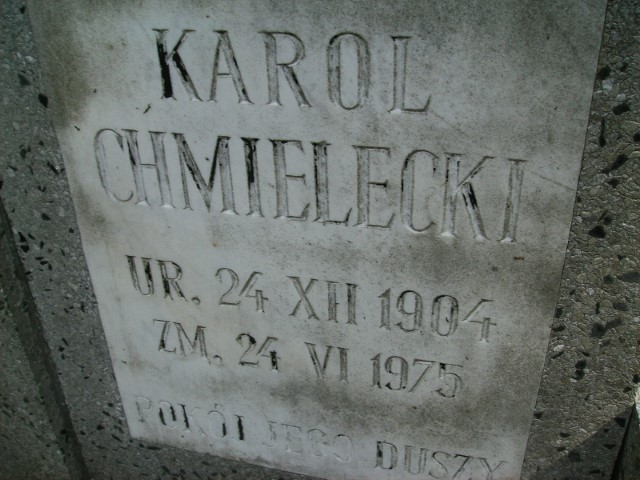 KAROL
CHMIELECKI
UR. 24 XII 1904
ZM. 24 VI 1975
POKÓJ JEGO DUSZY